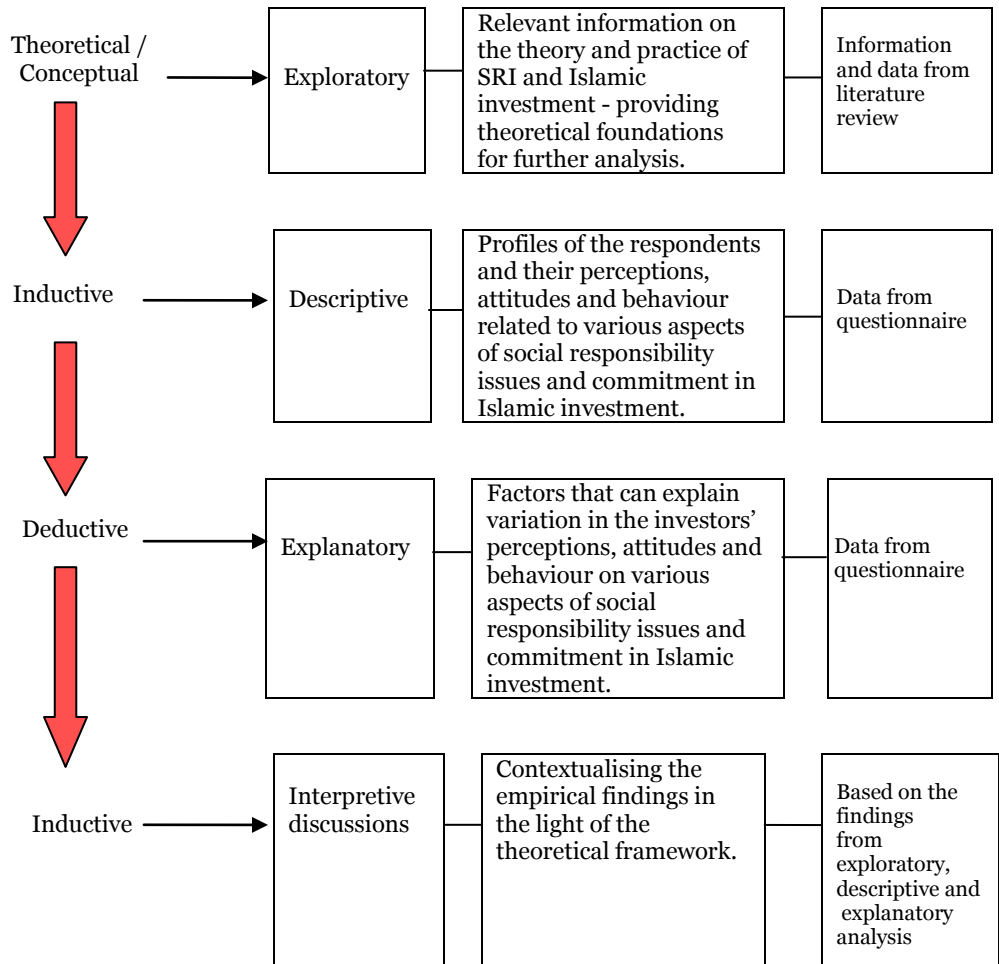 Theoretical /
Conceptual
Exploratory
Relevant information on
the theory and practice of
SRI and Islamic
investment - providing
theoretical foundations
for further analysis.
Information
and data from
literature
review
Inductive
Descriptive
Profiles of the respondents
and their perceptions,
attitudes and behaviour
related to various aspects
of social responsibility
issues and commitment in
Islamic investment.
Data from
questionnaire
Deductive
Explanatory
Factors that can explain
variation in the investors’
perceptions, attitudes and
behaviour on various
aspects of social
responsibility issues and
commitment in Islamic
investment.
Data from
questionnaire
Inductive
Interpretive
discussions
Contextualising the
empirical findings in
the light of the
theoretical framework.
Based on the
findings
from
exploratory,
descriptive and
explanatory
analysis